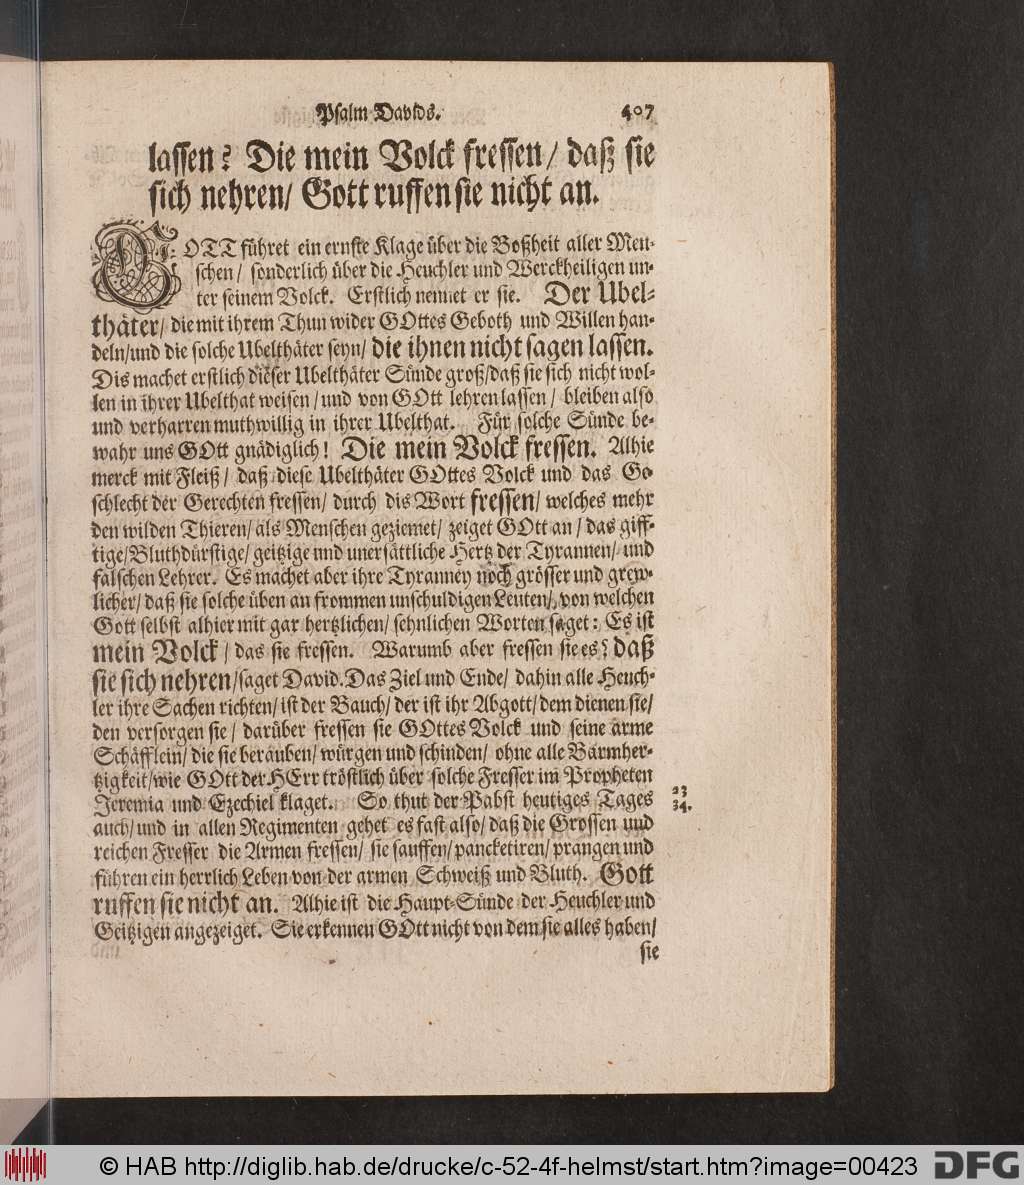 Psalm Davids. 407
lassen? Die mein Volck fressen/ daß sie
sich nehren/ Gott ruffen sie nicht an.
GOTT führet ein ernste Klage über die Boßheit aller Men-
schen/ sonderlich über die Heuchler und Werckheiligen un-
ter seinem Volck. Erstlich nennet er sie. Der Ubel-
thäter/ die mit ihrem Thun wider GOttes Geboth und Willen han-
deln/und die solche Ubelthäter seyn/ die ihnen nicht sagen lassen.
Dis machet erstlich dieser Ubelthäter Sünde groß/daß sie sich nicht wol-
len in ihrer Ubelthat weisen/und von GOtt lehren lassen/ bleiben also
und verharren muthwillig in ihrer Ubelthat. Für solche Sünde be-
wahr uns GOtt gnädiglich! Die mein Volck fressen. Alhie
merck mit Fleiß/ daß diese Ubelthäter GOttes Volck und das Ge-
schlecht der Gerechten fressen/ durch dis Wort fressen/ welches mehr
den wilden Thieren/ als Menschen geziemet/ zeiget GOtt an/ das giff-
tige/Bluthdürstige/ geitzige und unersättliche Hertz der Tyrannen/ und
falschen Lehrer. Es machet aber ihre Tyranney noch grösser und grew-
licher/ daß sie solche üben an frommen unschuldigen Leuten/ von welchen
Gott selbst alhier mit gar hertzlichen/ sehnlichen Worten saget: Es ist
mein Volck/ das sie fressen. Warumb aber fressen sie es? daß
sie sich nehren/saget David. Das Ziel und Ende/ dahin alle Heuch-
ler ihre Sachen richten/ ist der Bauch/ der ist ihr Abgott/ dem dienen sie/
den versorgen sie/ darüber fressen sie GOttes Volck und seine arme
Schäfflein/ die sie berauben/ würgen und schinden/ ohne alle Barmher-
tzigkeit/wie GOtt der HErr tröstlich über solche Fresser im Propheten
Jeremia und Ezechiel klaget. So thut der Pabst heutiges Tages
23
34.
auch/und in allen Regimenten gehet es fast also/ daß die Grossen und
reichen Fresser die Armen fressen/ sie sauffen/pancketiren/prangen und
führen ein herrlich Leben von der armen Schweiß und Bluth. Gott
ruffen sie nicht an. Alhie ist die Haupt-Sünde der Heuchler und
Geitzigen angezeiget. Sie erkennen GOtt nicht von dem sie alles haben/
sie
© HAB http://diglib.hab.de/drucke/c-52-4f-helmst/start.htm?image=00423 DFG